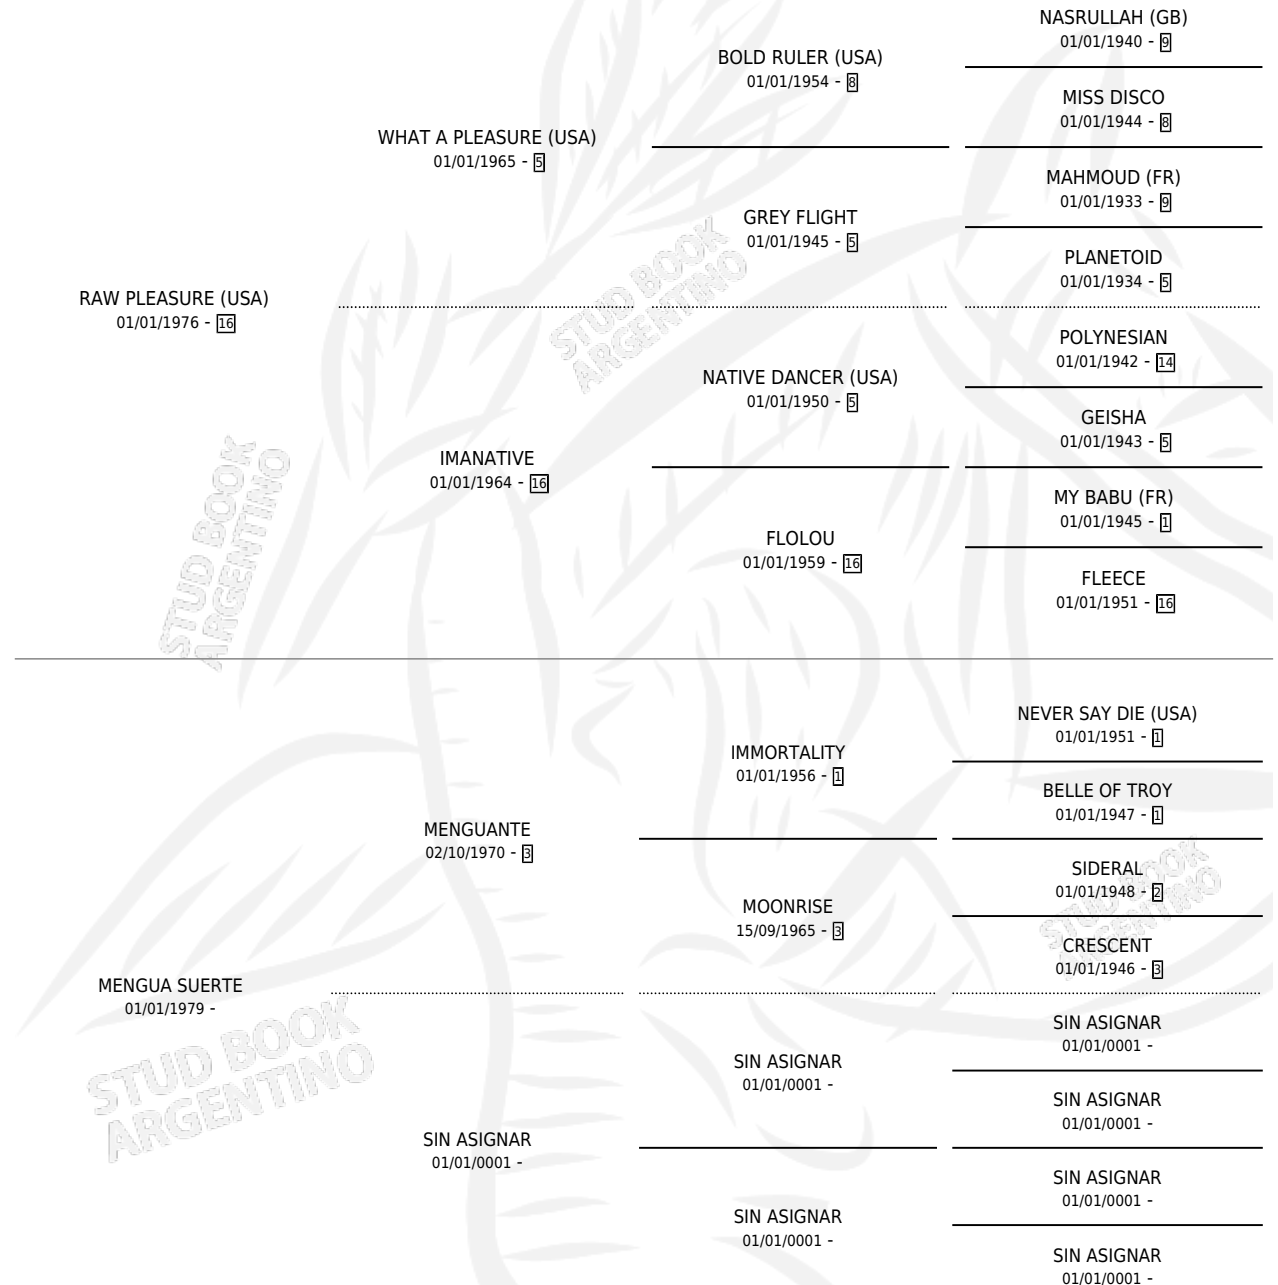 NASRULLAH (GB)
01/01/1940 - 9
BOLD RULER (USA)
01/01/1954 - 8
MISS DISCO
01/01/1944 - 8
WHAT A PLEASURE (USA)
01/01/1965 - 5
MAHMOUD (FR)
01/01/1933 - 9
GREY FLIGHT
01/01/1945 - 5
PLANETOID
01/01/1934 - 5
RAW PLEASURE (USA)
01/01/1976 - 16
POLYNESIAN
01/01/1942 - 14
NATIVE DANCER (USA)
01/01/1950 - 5
GEISHA
01/01/1943 - 5
IMANATIVE
01/01/1964 - 16
MY BABU (FR)
01/01/1945 - 1
FLOLOU
01/01/1959 - 16
FLEECE
01/01/1951 - 16
NEVER SAY DIE (USA)
01/01/1951 - 1
IMMORTALITY
01/01/1956 - 1
BELLE OF TROY
01/01/1947 - 1
MENGUANTE
02/10/1970 - 3
SIDERAL
01/01/1948 - 2
MOONRISE
15/09/1965 - 3
CRESCENT
01/01/1946 - 3
MENGUA SUERTE
01/01/1979 -
SIN ASIGNAR
01/01/0001 -
SIN ASIGNAR
01/01/0001 -
SIN ASIGNAR
01/01/0001 -
SIN ASIGNAR
01/01/0001 -
SIN ASIGNAR
01/01/0001 -
SIN ASIGNAR
01/01/0001 -
SIN ASIGNAR
01/01/0001 -
STUD BOOK
ARGENTINO
STUD BOOK
ARGENTINO
STUD BOOK
ARGENTINO
STUD BOOK
ARGENTINO